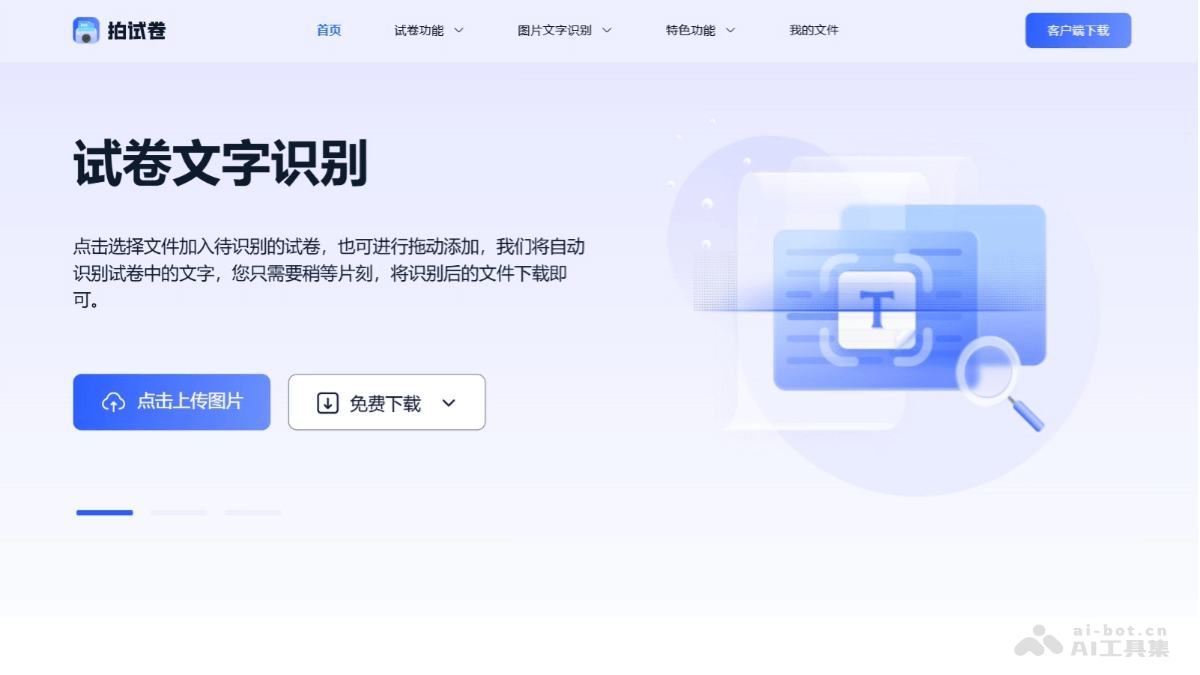 拍试卷
首页
试卷功能
图片文字识别
特色功能
我的文件
客户端下载
试卷文字识别
点击选择文件加入待识别的试卷，也可进行拖动添加，我们将自动
识别试卷中的文字，您只需要稍等片刻，将识别后的文件下载即
可。
T
点击上传图片
免费下载
ai-bot.cn
AI工具集